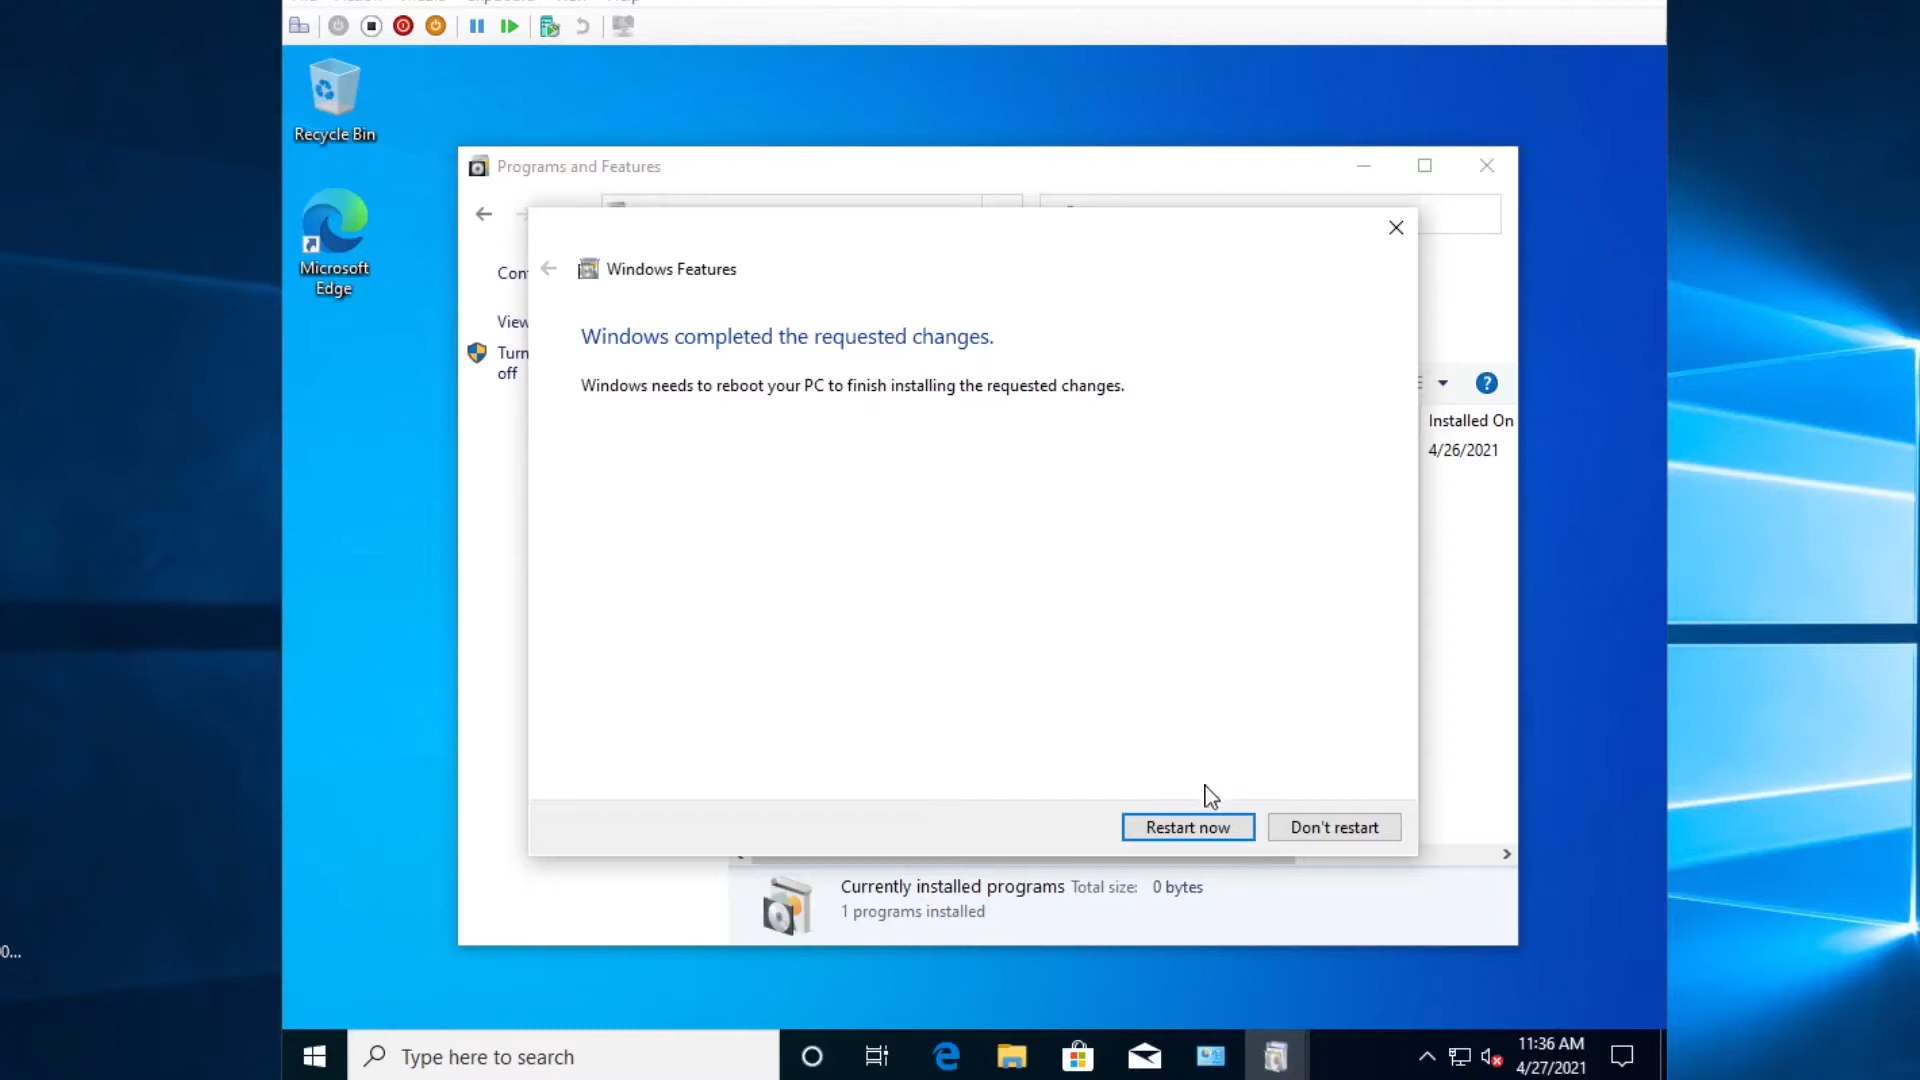 Recycle Bin
Microsoft
Edge
Programs and Features
Windows Features
View
Turn
off
Windows completed the requested changes.
Windows needs to reboot your PC to finish installing the requested changes.
Installed On
4/26/2021
Restart now
Don't restart
Currently installed programs Total size: 0 bytes
1 programs installed
Type here to search
11:36 AM
4/27/2021